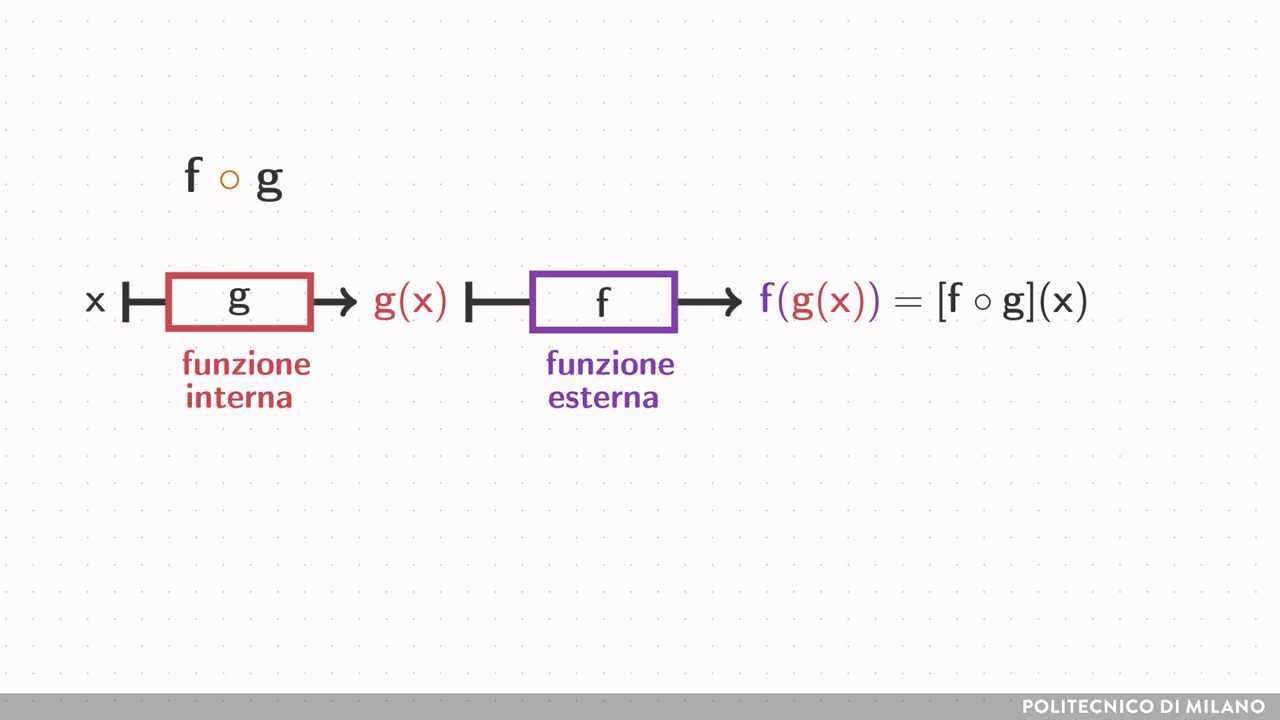 f ∘ g
x g g(x) f f(g(x)) = [f ∘ g](x)
funzione funzione
interna esterna
POLITECNICO DI MILANO